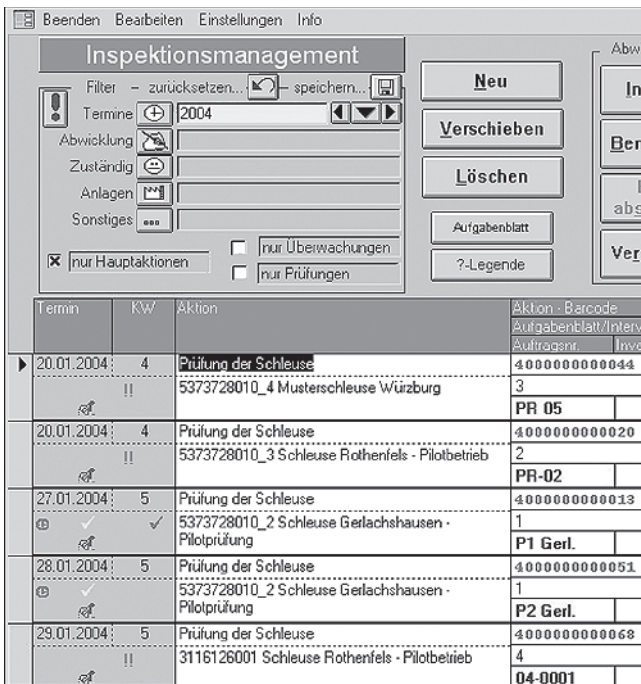 Beenden Bearbeiten Einstellungen Info
Inspektionsmanagement
Filter - zurücksetzen... - speichern...
Termine 2004
Abwicklung
Zuständig
Anlagen
Sonstiges ...
nur Hauptaktionen
nur Überwachungen
nur Prüfungen
Neu
Verschieben
Löschen
Aufgabenblatt
?-Legende
Abw
In
Ber
abs
Ver
Termin KW Aktion Aktion - Barcode
Aufgabenblatt/Interv
Auftragsnr. Inve
20.01.2004 4 Prüfung der Schleuse 4000000000044
!! 5373728010_4 Musterschleuse Würzburg 3
PR 05
20.01.2004 4 Prüfung der Schleuse 4000000000020
!! 5373728010_3 Schleuse Rothenfels - Pilotbetrieb 2
PR-02
27.01.2004 5 Prüfung der Schleuse 4000000000013
5373728010_2 Schleuse Gerlachshausen - 1
Pilotprüfung
P1 Gerl.
28.01.2004 5 Prüfung der Schleuse 4000000000051
5373728010_2 Schleuse Gerlachshausen - 1
Pilotprüfung
P2 Gerl.
29.01.2004 5 Prüfung der Schleuse 4000000000068
!! 3116126001 Schleuse Rothenfels - Pilotbetrieb 4
04-0001